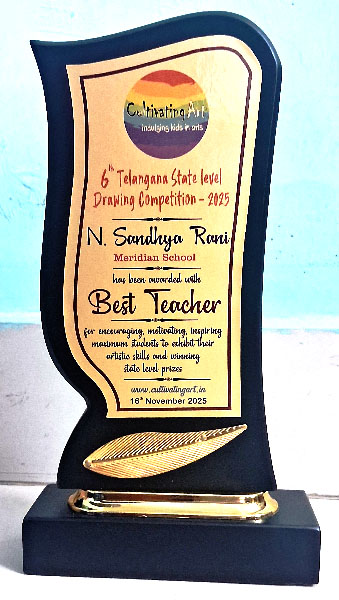 Cultivating Art
indulging kids in arts
6th Telangana State level
Drawing Competition - 2025
N. Sandhya Rani
Meridian School
has been awarded with
Best Teacher
for encouraging, motivating, inspiring
maximum students to exhibit their
artistic skills and winning
state level prizes
www.cultivatingart.in
16th November 2025